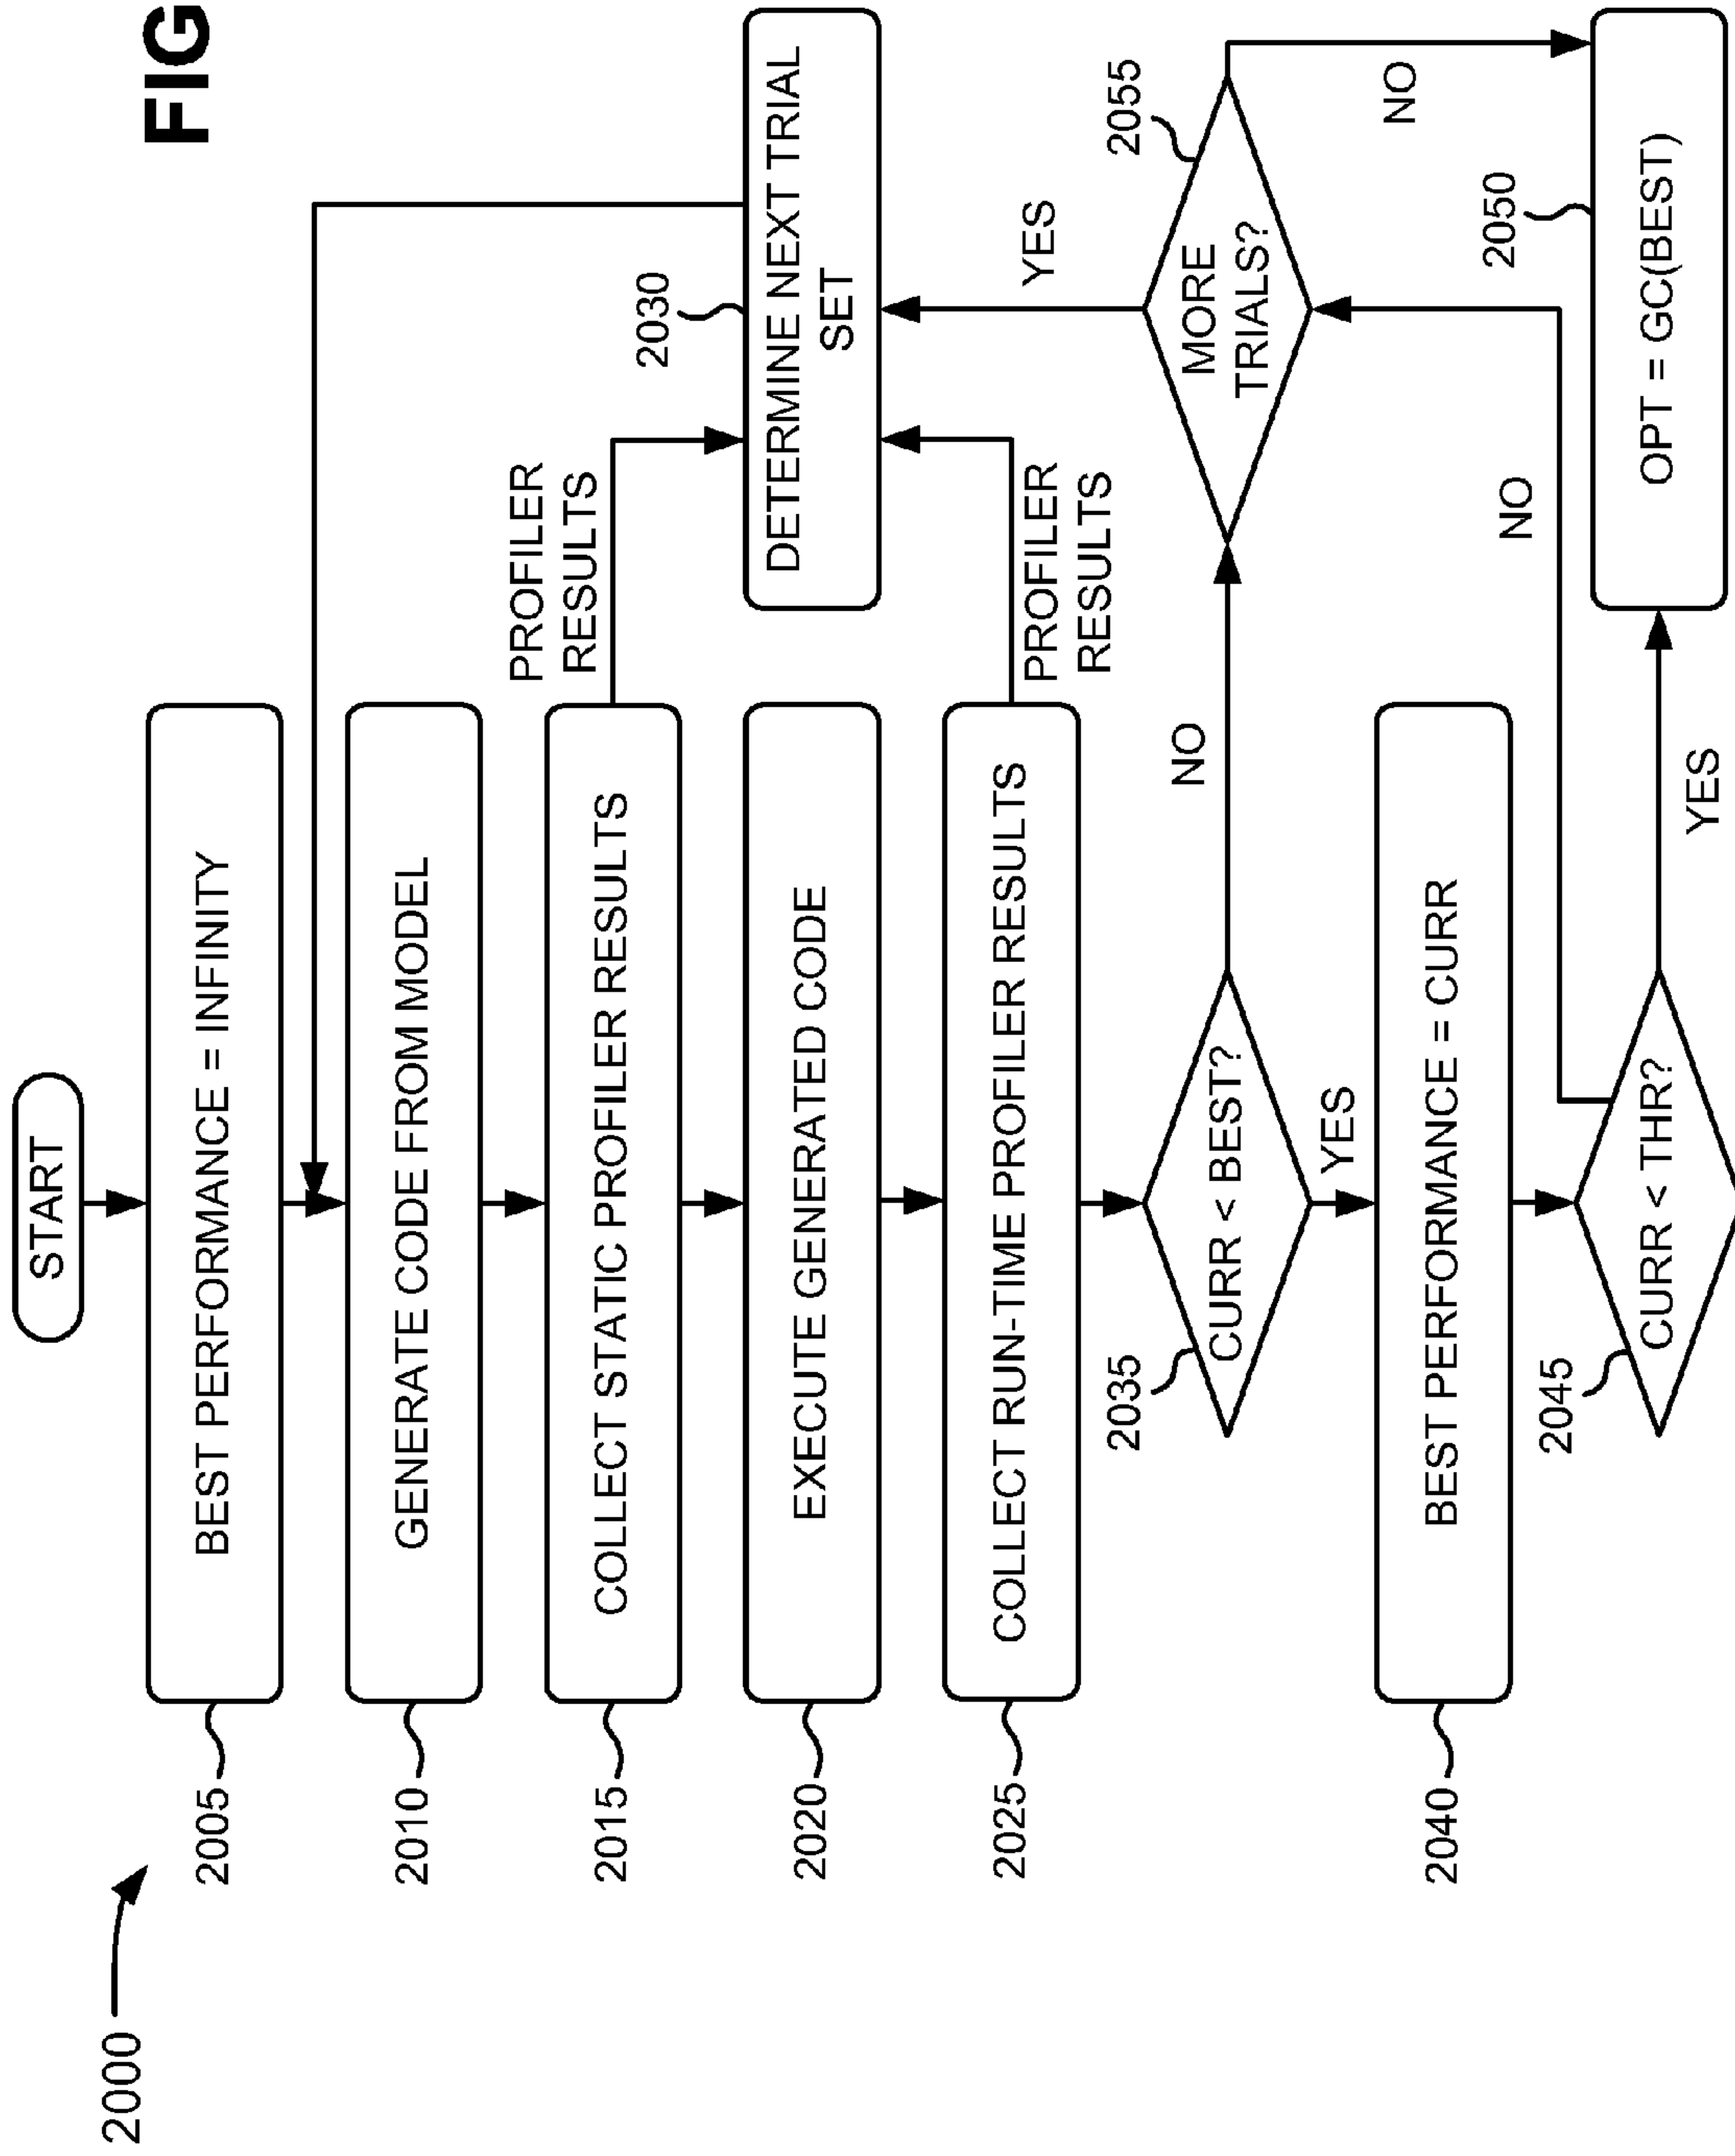 FIG
2000
START
2005
BEST PERFORMANCE = INFINITY
2010
GENERATE CODE FROM MODEL
2015
COLLECT STATIC PROFILER RESULTS
PROFILER
RESULTS
2020
EXECUTE GENERATED CODE
2030
DETERMINE NEXT TRIAL
SET
2025
COLLECT RUN-TIME PROFILER RESULTS
PROFILER
RESULTS
2035
CURR < BEST?
NO
YES
2055
MORE
TRIALS?
YES
NO
2040
BEST PERFORMANCE = CURR
2045
CURR < THR?
NO
YES
2050
OPT = GC(BEST)